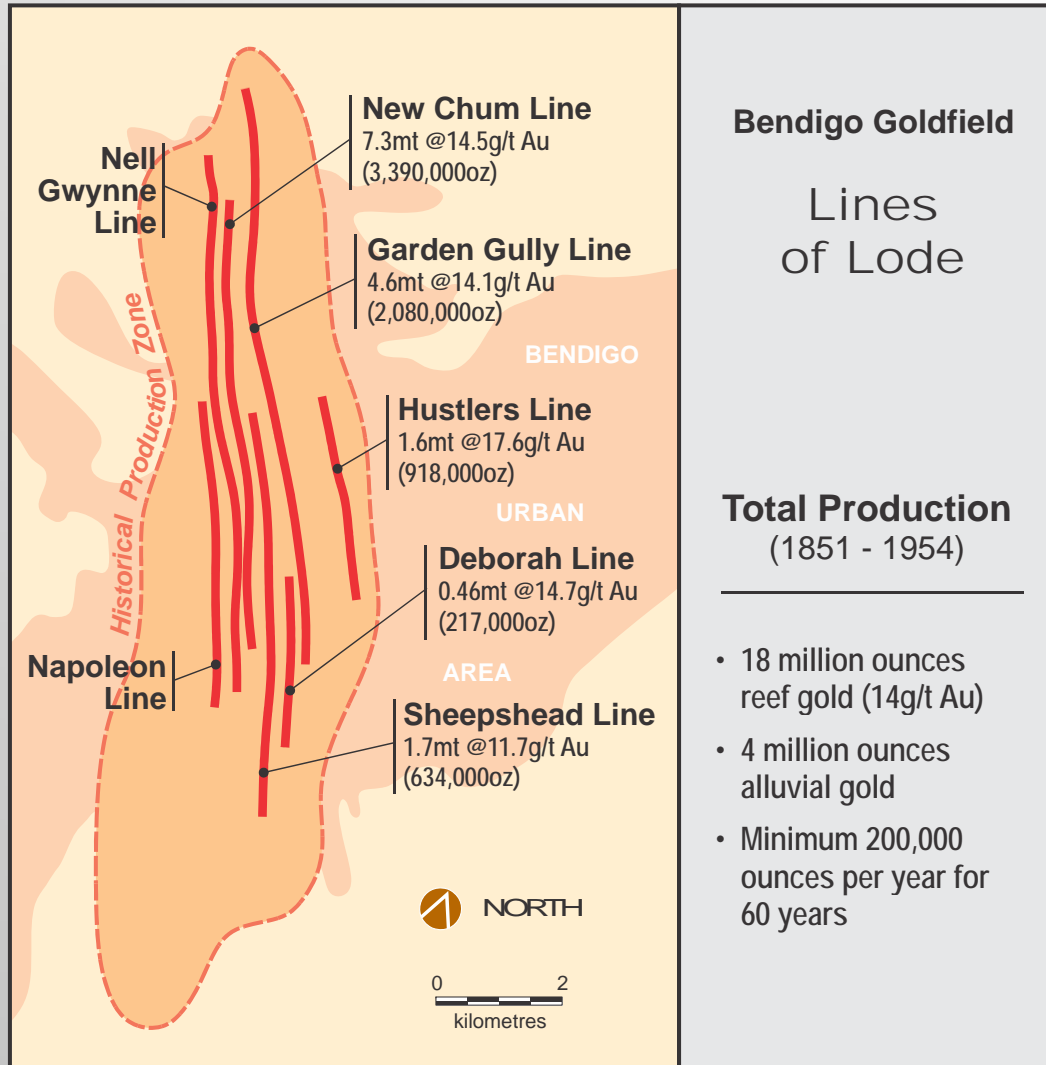 New Chum Line
7.3mt @14.5g/t Au
(3,390,000oz)
Nell
Gwynne
Line
Garden Gully Line
4.6mt @14.1g/t Au
(2,080,000oz)
Historical Production Zone
BENDIGO
Hustlers Line
1.6mt @17.6g/t Au
(918,000oz)
URBAN
Deborah Line
0.46mt @14.7g/t Au
(217,000oz)
Napoleon
Line
AREA
Sheepshead Line
1.7mt @11.7g/t Au
(634,000oz)
NORTH
0 2
kilometres
Bendigo Goldfield
Lines
of Lode
Total Production
(1851 - 1954)
• 18 million ounces
reef gold (14g/t Au)
• 4 million ounces
alluvial gold
• Minimum 200,000
ounces per year for
60 years